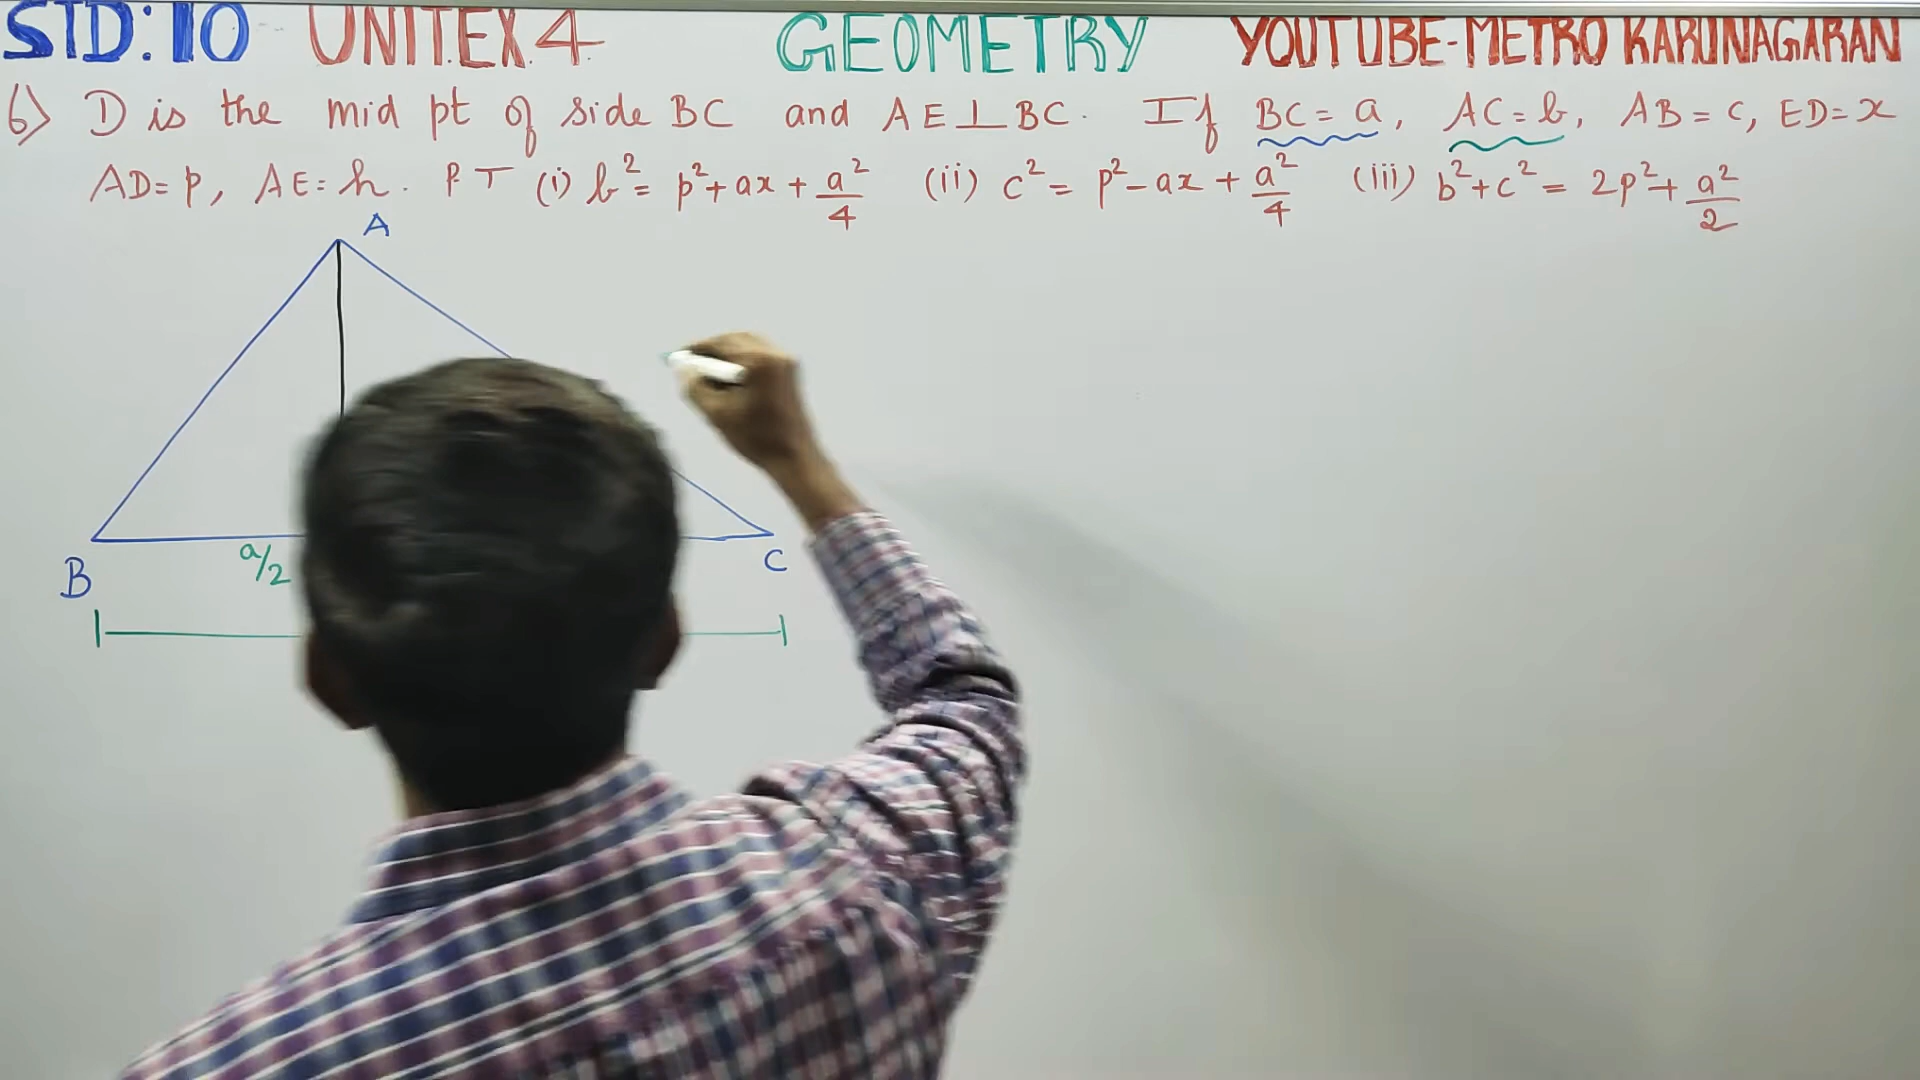 STD: 10 UNIT EX 4 GEOMETRY YOUTUBE-METRO KARUNAGARAN
6) D is the mid pt of side BC and AE⊥BC. If BC = a, AC = b, AB = c, ED = x
AD = p, AE = h. P T (i) b² = p² + ax + a²/4 (ii) c² = p² - ax + a²/4 (iii) b² + c² = 2p² + a²/2
A
B
a/2
C